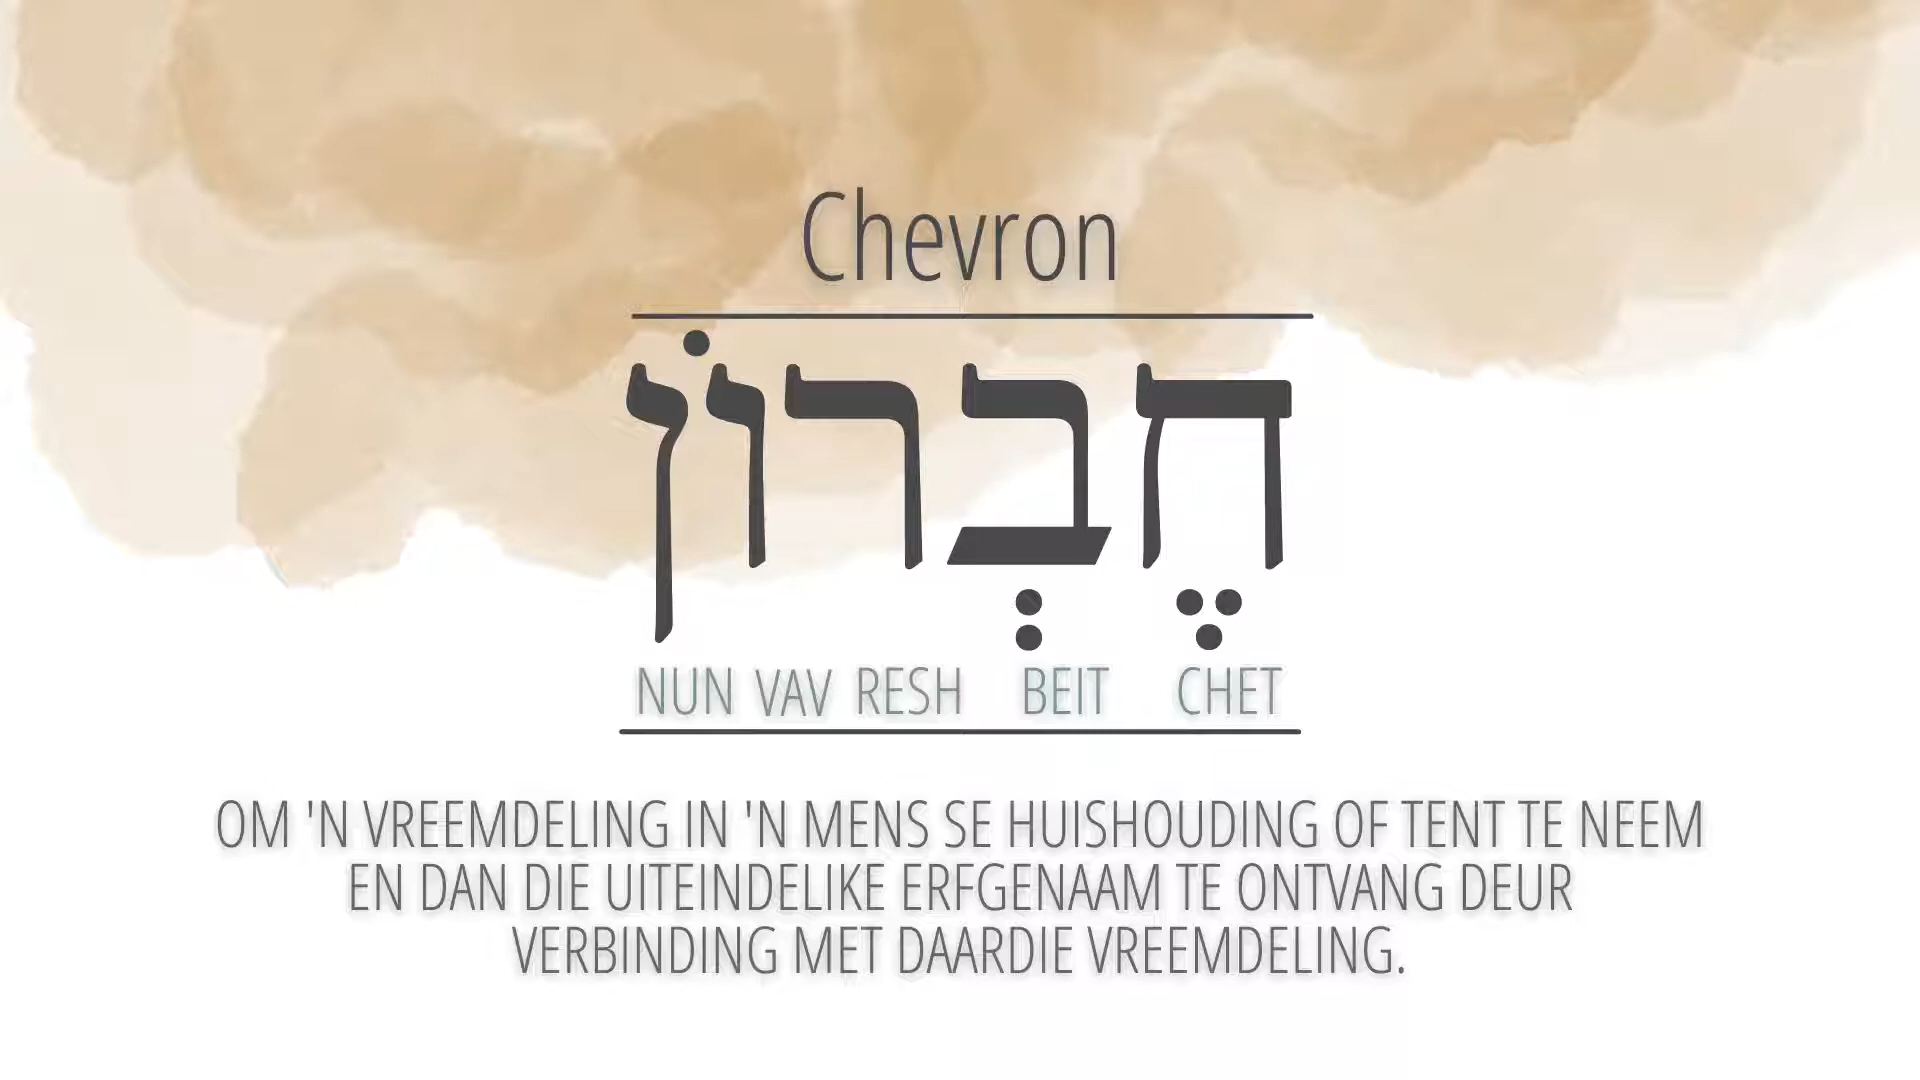 Chevron
חֶבְרוֹן
NUN VAV RESH BEIT CHET
OM 'N VREEMDELING IN 'N MENS SE HUISHOUDING OF TENT TE NEEM
EN DAN DIE UITEINDELIKE ERFGENAAM TE ONTVANG DEUR
VERBINDING MET DAARDIE VREEMDELING.